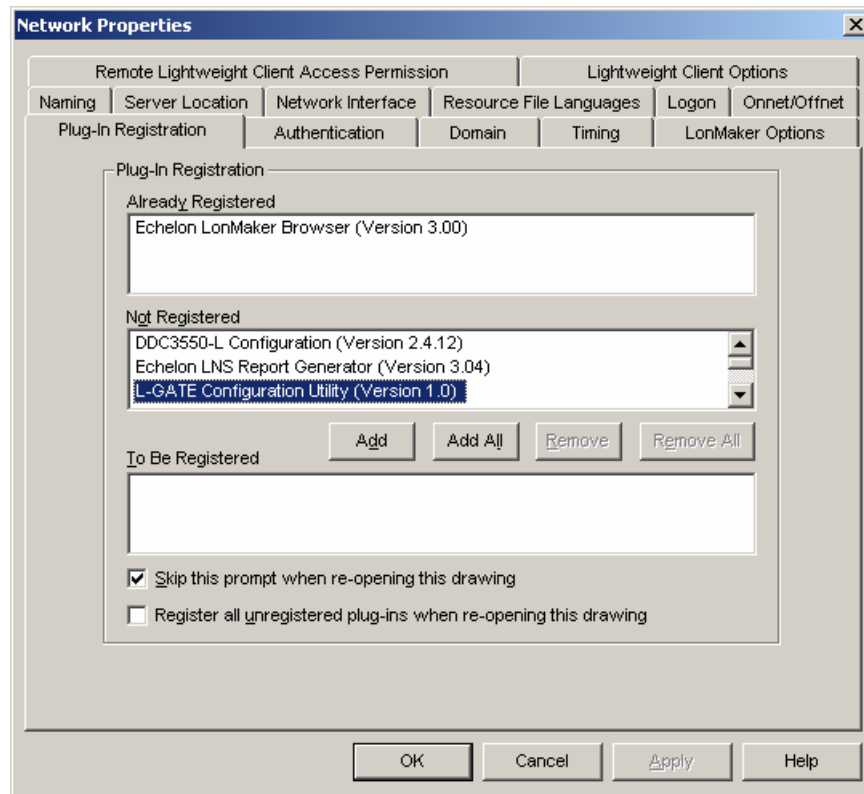 Network Properties
Remote Lightweight Client Access Permission Lightweight Client Options
Naming Server Location Network Interface Resource File Languages Logon Onnet/Offnet
Plug-In Registration Authentication Domain Timing LonMaker Options
Plug-In Registration
Already Registered
Echelon LonMaker Browser (Version 3.00)
Not Registered
DDC3550-L Configuration (Version 2.4.12)
Echelon LNS Report Generator (Version 3.04)
L-GATE Configuration Utility (Version 1.0)
Add Add All Remove Remove All
To Be Registered
Skip this prompt when re-opening this drawing
Register all unregistered plug-ins when re-opening this drawing
OK Cancel Apply Help